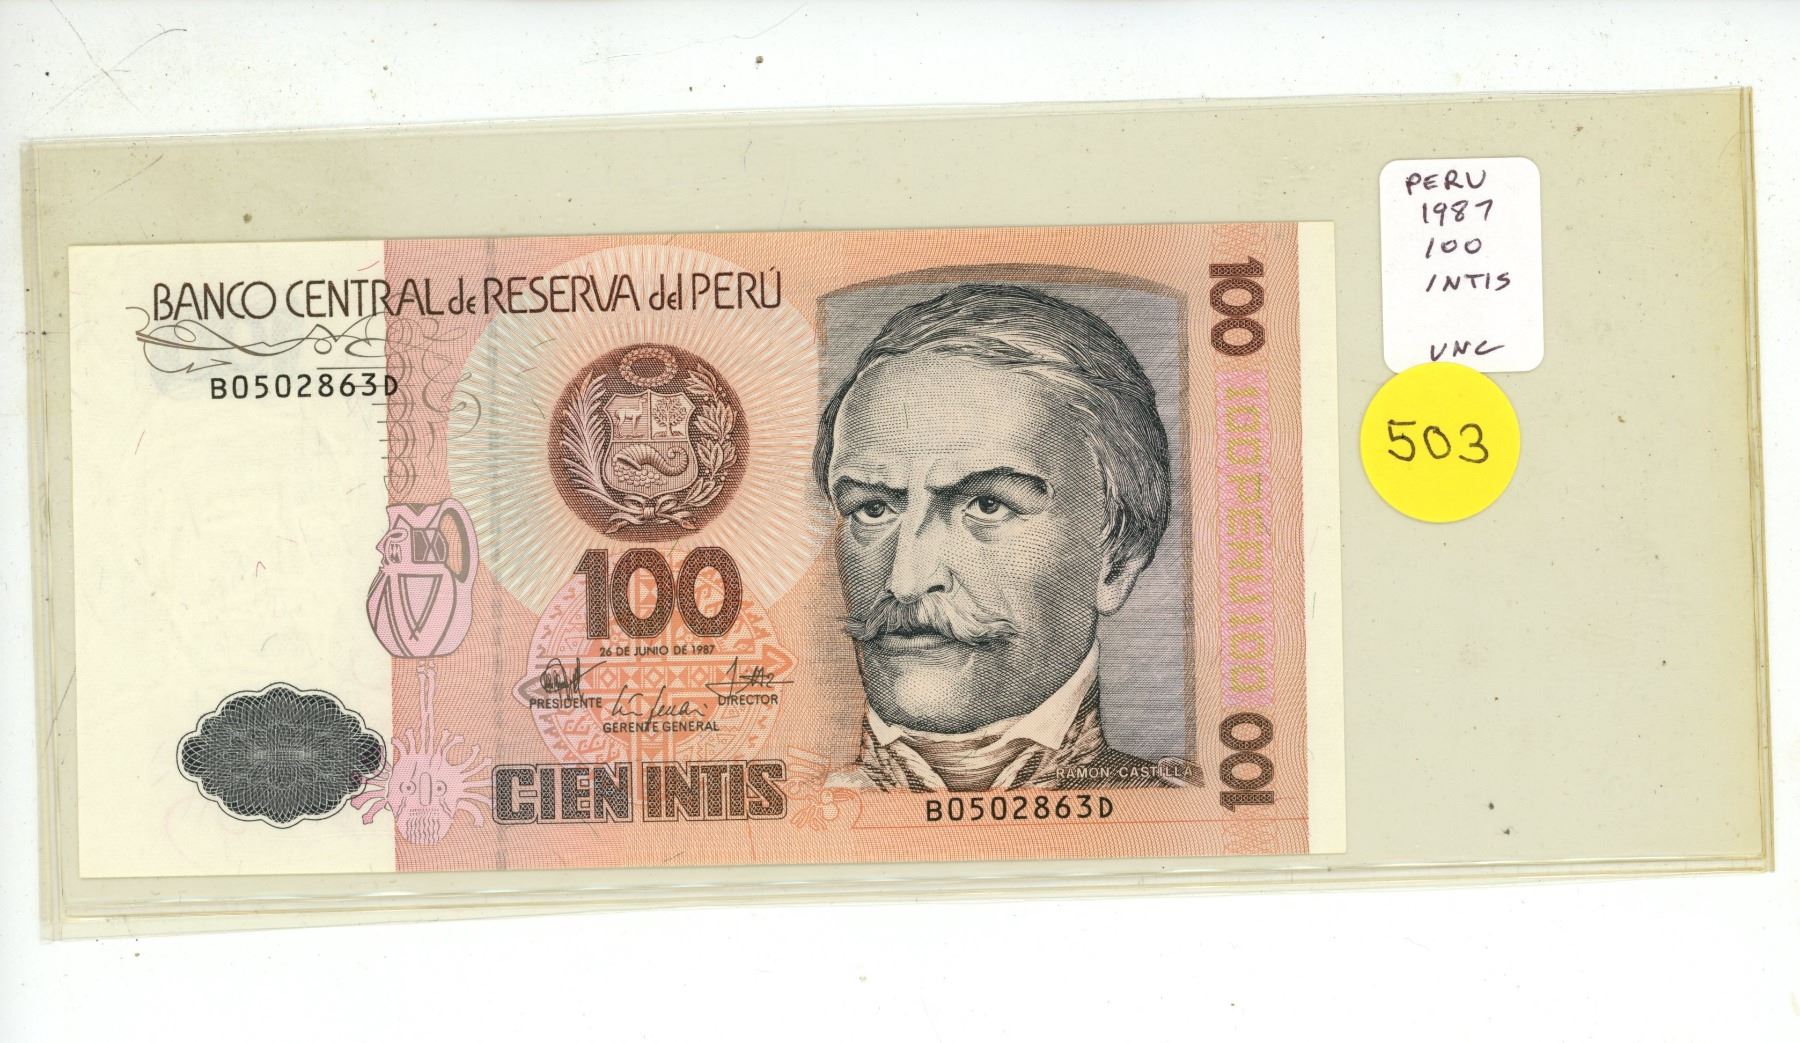 BANCO CENTRAL de RESERVA del PERÚ
B0502863D
100
26 DE JUNIO DE 1987
PRESIDENTE
DIRECTOR
GERENTE GENERAL
CIEN INTIS
RAMON CASTILLA
B0502863D
100
100 PERU 100
100
PERU
1987
100
INTIS
UNC
503